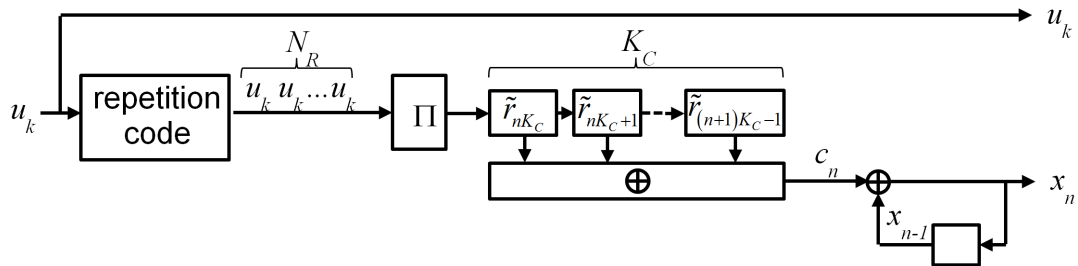 u_k
N_R
K_C
u_k
repetition code
u_k u_k...u_k
Π
r̃_{nK_C}
r̃_{nK_C+1}
r̃_{(n+1)K_C−1}
⊕
c_n
⊕
x_n
x_{n-1}